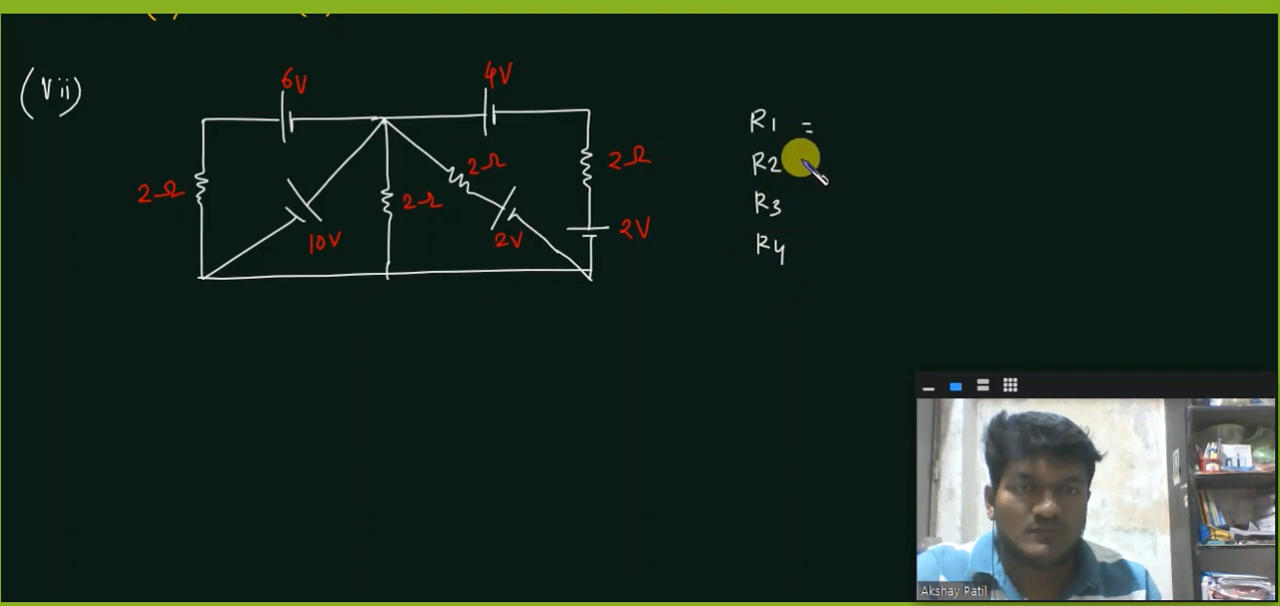 (Vii)
6V
4V
2Ω
10V
2Ω
2Ω
2V
2Ω
2V
R1 =
R2
R3
R4
Akshay Patil